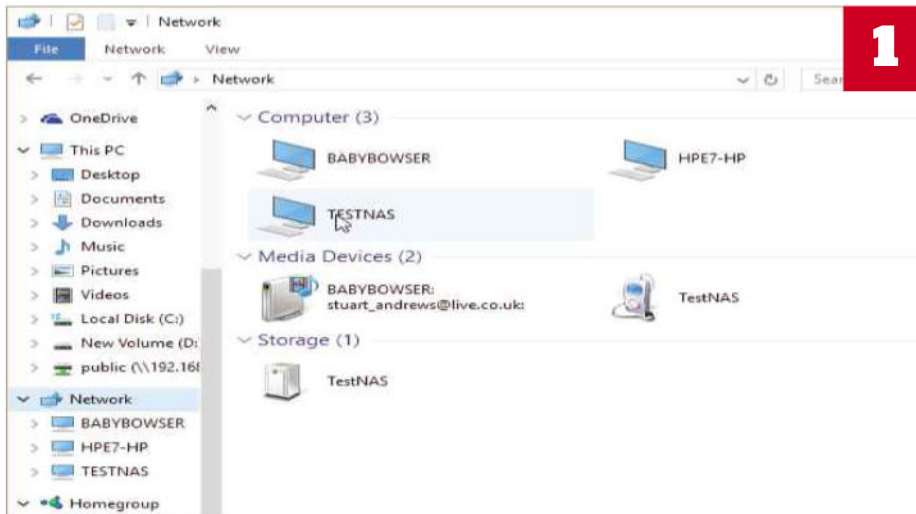 Network
1
File Network View
Network
Sear
OneDrive
This PC
Desktop
Documents
Downloads
Music
Pictures
Videos
Local Disk (C:)
New Volume (D:
public (\\192.168
Network
BABYBOWSER
HPE7-HP
TESTNAS
Homegroup
Computer (3)
BABYBOWSER
HPE7-HP
TESTNAS
Media Devices (2)
BABYBOWSER:
stuart_andrews@live.co.uk:
TestNAS
Storage (1)
TestNAS